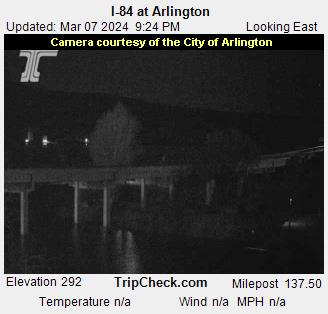 I-84 at Arlington
Updated: Mar 07 2024 9:24 PM Looking East
Camera courtesy of the City of Arlington
Elevation 292 TripCheck.com Milepost 137.50
Temperature n/a Wind n/a MPH n/a